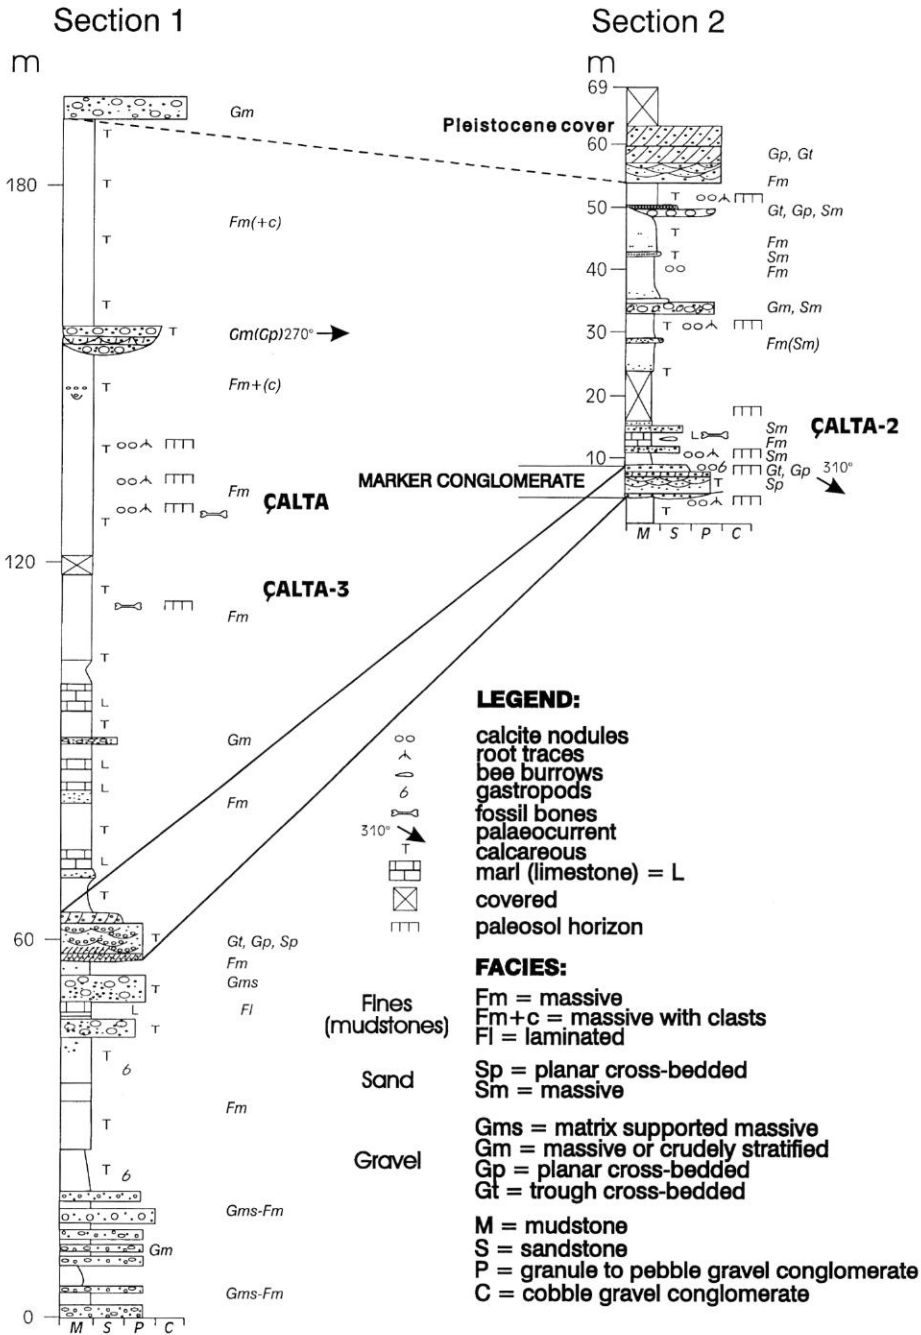 Section 1
m
Gm
T
180
T
Fm(+c)
T
T
T
Gm(Gp)270°
T
Fm+(c)
T
Fm
ÇALTA
T
120
T
ÇALTA-3
Fm
T
L
T
Gm
L
L
Fm
T
L
T
60
T
Gt, Gp, Sp
Fm
T
Gms
L
Fl
T
T
6
Fm
T
T
6
Gms-Fm
Gm
Gms-Fm
0
M S P C
Section 2
m
69
Pleistocene cover
60
Gp, Gt
Fm
T
50
Gt, Gp, Sm
T
Fm
T
Sm
40
Fm
Gm, Sm
30
T
Fm(Sm)
T
20
Sm
ÇALTA-2
L
Fm
Sm
10
T
6
Gt, Gp
310°
MARKER CONGLOMERATE
T
Sp
T
M S P C
LEGEND:
calcite nodules
root traces
bee burrows
6 gastropods
fossil bones
310° palaeocurrent
T calcareous
marl (limestone) = L
covered
paleosol horizon
FACIES:
Fines
(mudstones)
Fm = massive
Fm+c = massive with clasts
Fl = laminated
Sand
Sp = planar cross-bedded
Sm = massive
Gravel
Gms = matrix supported massive
Gm = massive or crudely stratified
Gp = planar cross-bedded
Gt = trough cross-bedded
M = mudstone
S = sandstone
P = granule to pebble gravel conglomerate
C = cobble gravel conglomerate